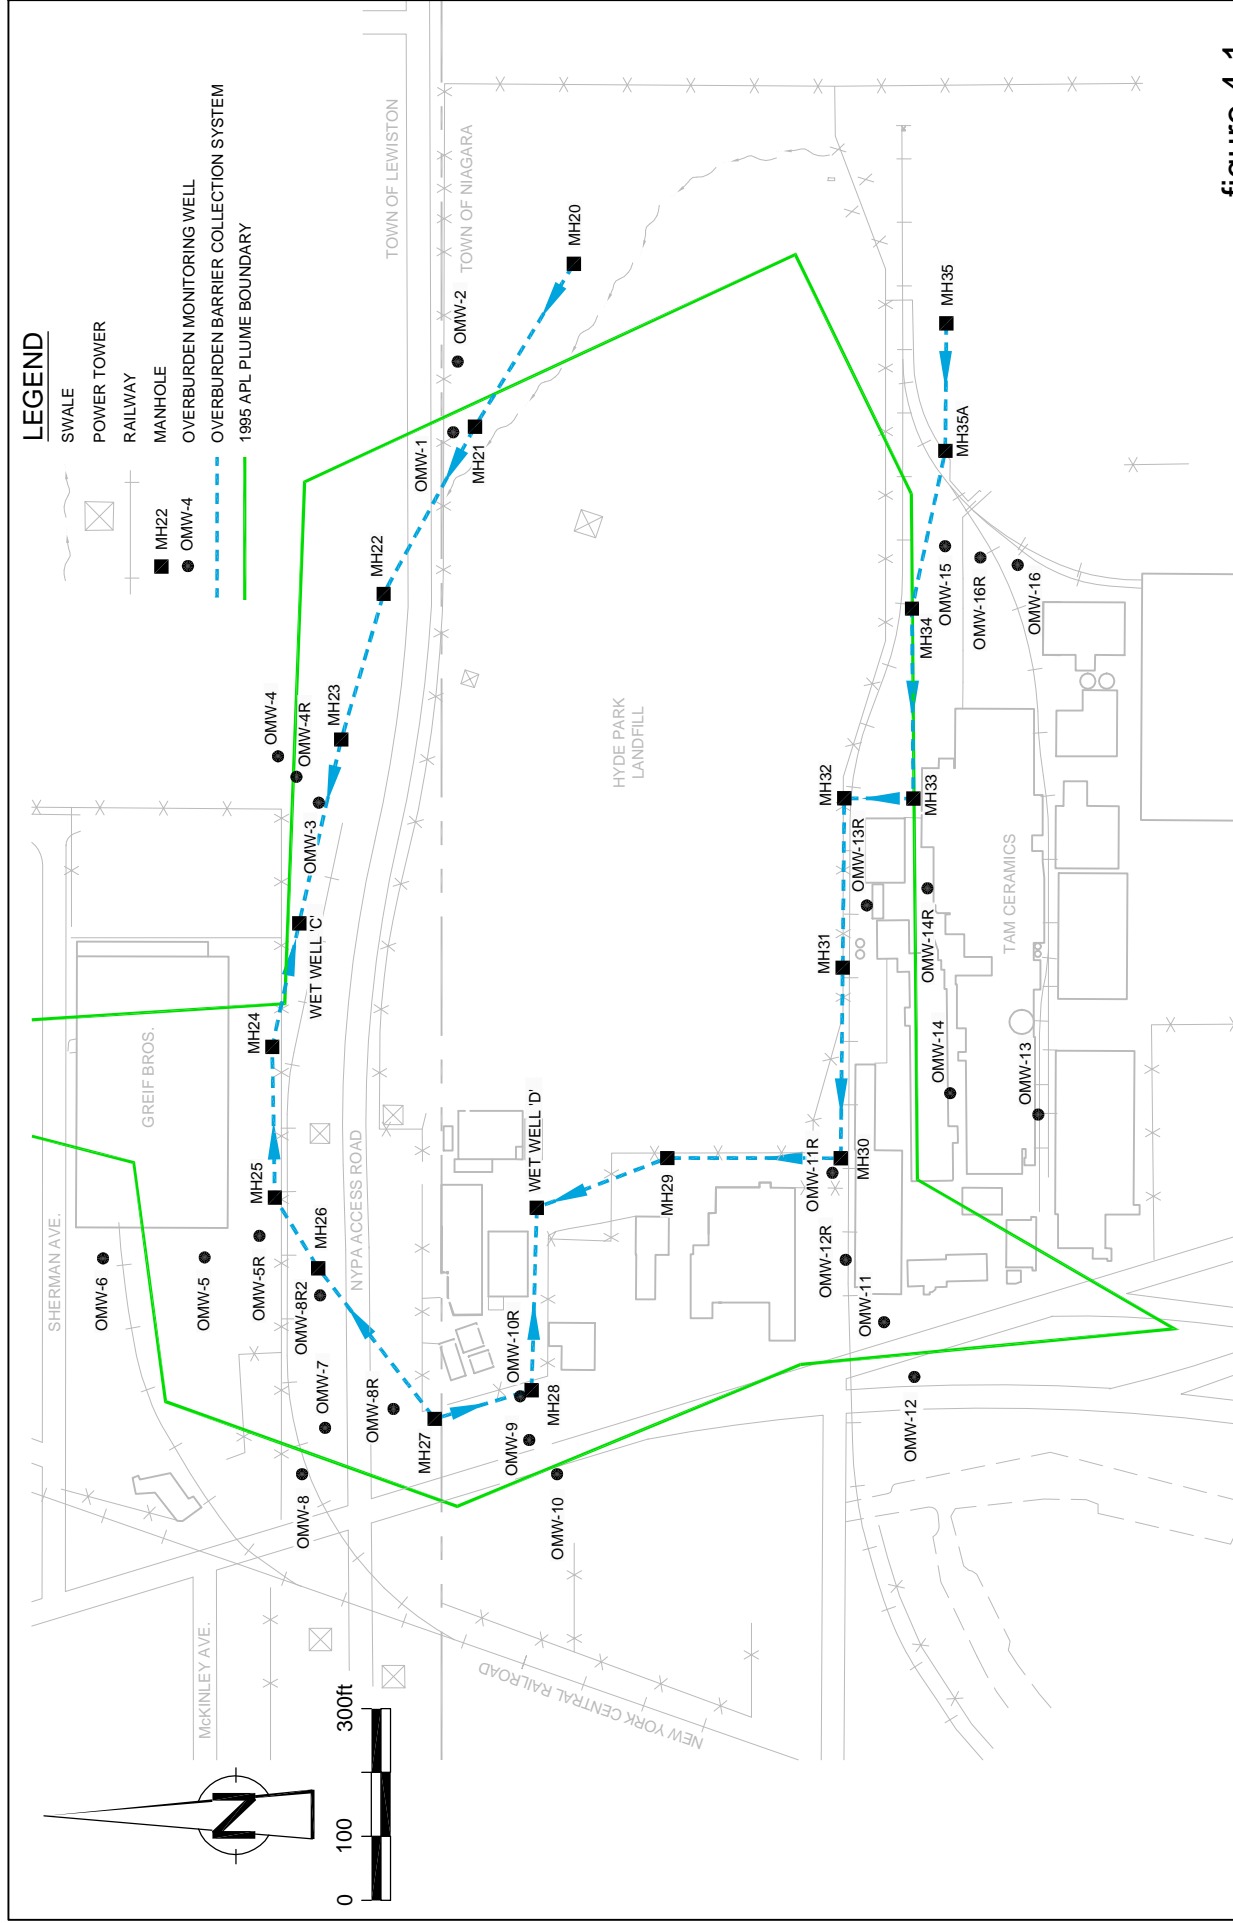 LEGEND
SWALE
POWER TOWER
RAILWAY
MH22 MANHOLE
OMW-4 OVERBURDEN MONITORING WELL
OVERBURDEN BARRIER COLLECTION SYSTEM
1995 APL PLUME BOUNDARY
SHERMAN AVE.
McKINLEY AVE.
GREIF BROS.
NYPA ACCESS ROAD
TOWN OF LEWISTON
TOWN OF NIAGARA
NEW YORK CENTRAL RAILROAD
HYDE PARK
LANDFILL
TAM CERAMICS
OMW-6
OMW-5
OMW-5R
OMW-8R2
OMW-7
OMW-8
OMW-8R
OMW-9
OMW-10R
OMW-10
MH25
MH26
MH27
MH28
MH24
WET WELL 'C'
WET WELL 'D'
OMW-3
OMW-4
OMW-4R
MH23
MH22
OMW-1
MH21
OMW-2
MH20
MH29
MH30
OMW-11R
OMW-12R
OMW-11
OMW-12
MH31
MH32
OMW-13R
MH33
OMW-14R
OMW-14
OMW-13
MH34
OMW-15
OMW-16R
OMW-16
MH35A
MH35
N
0 100 300ft
figure 4.1